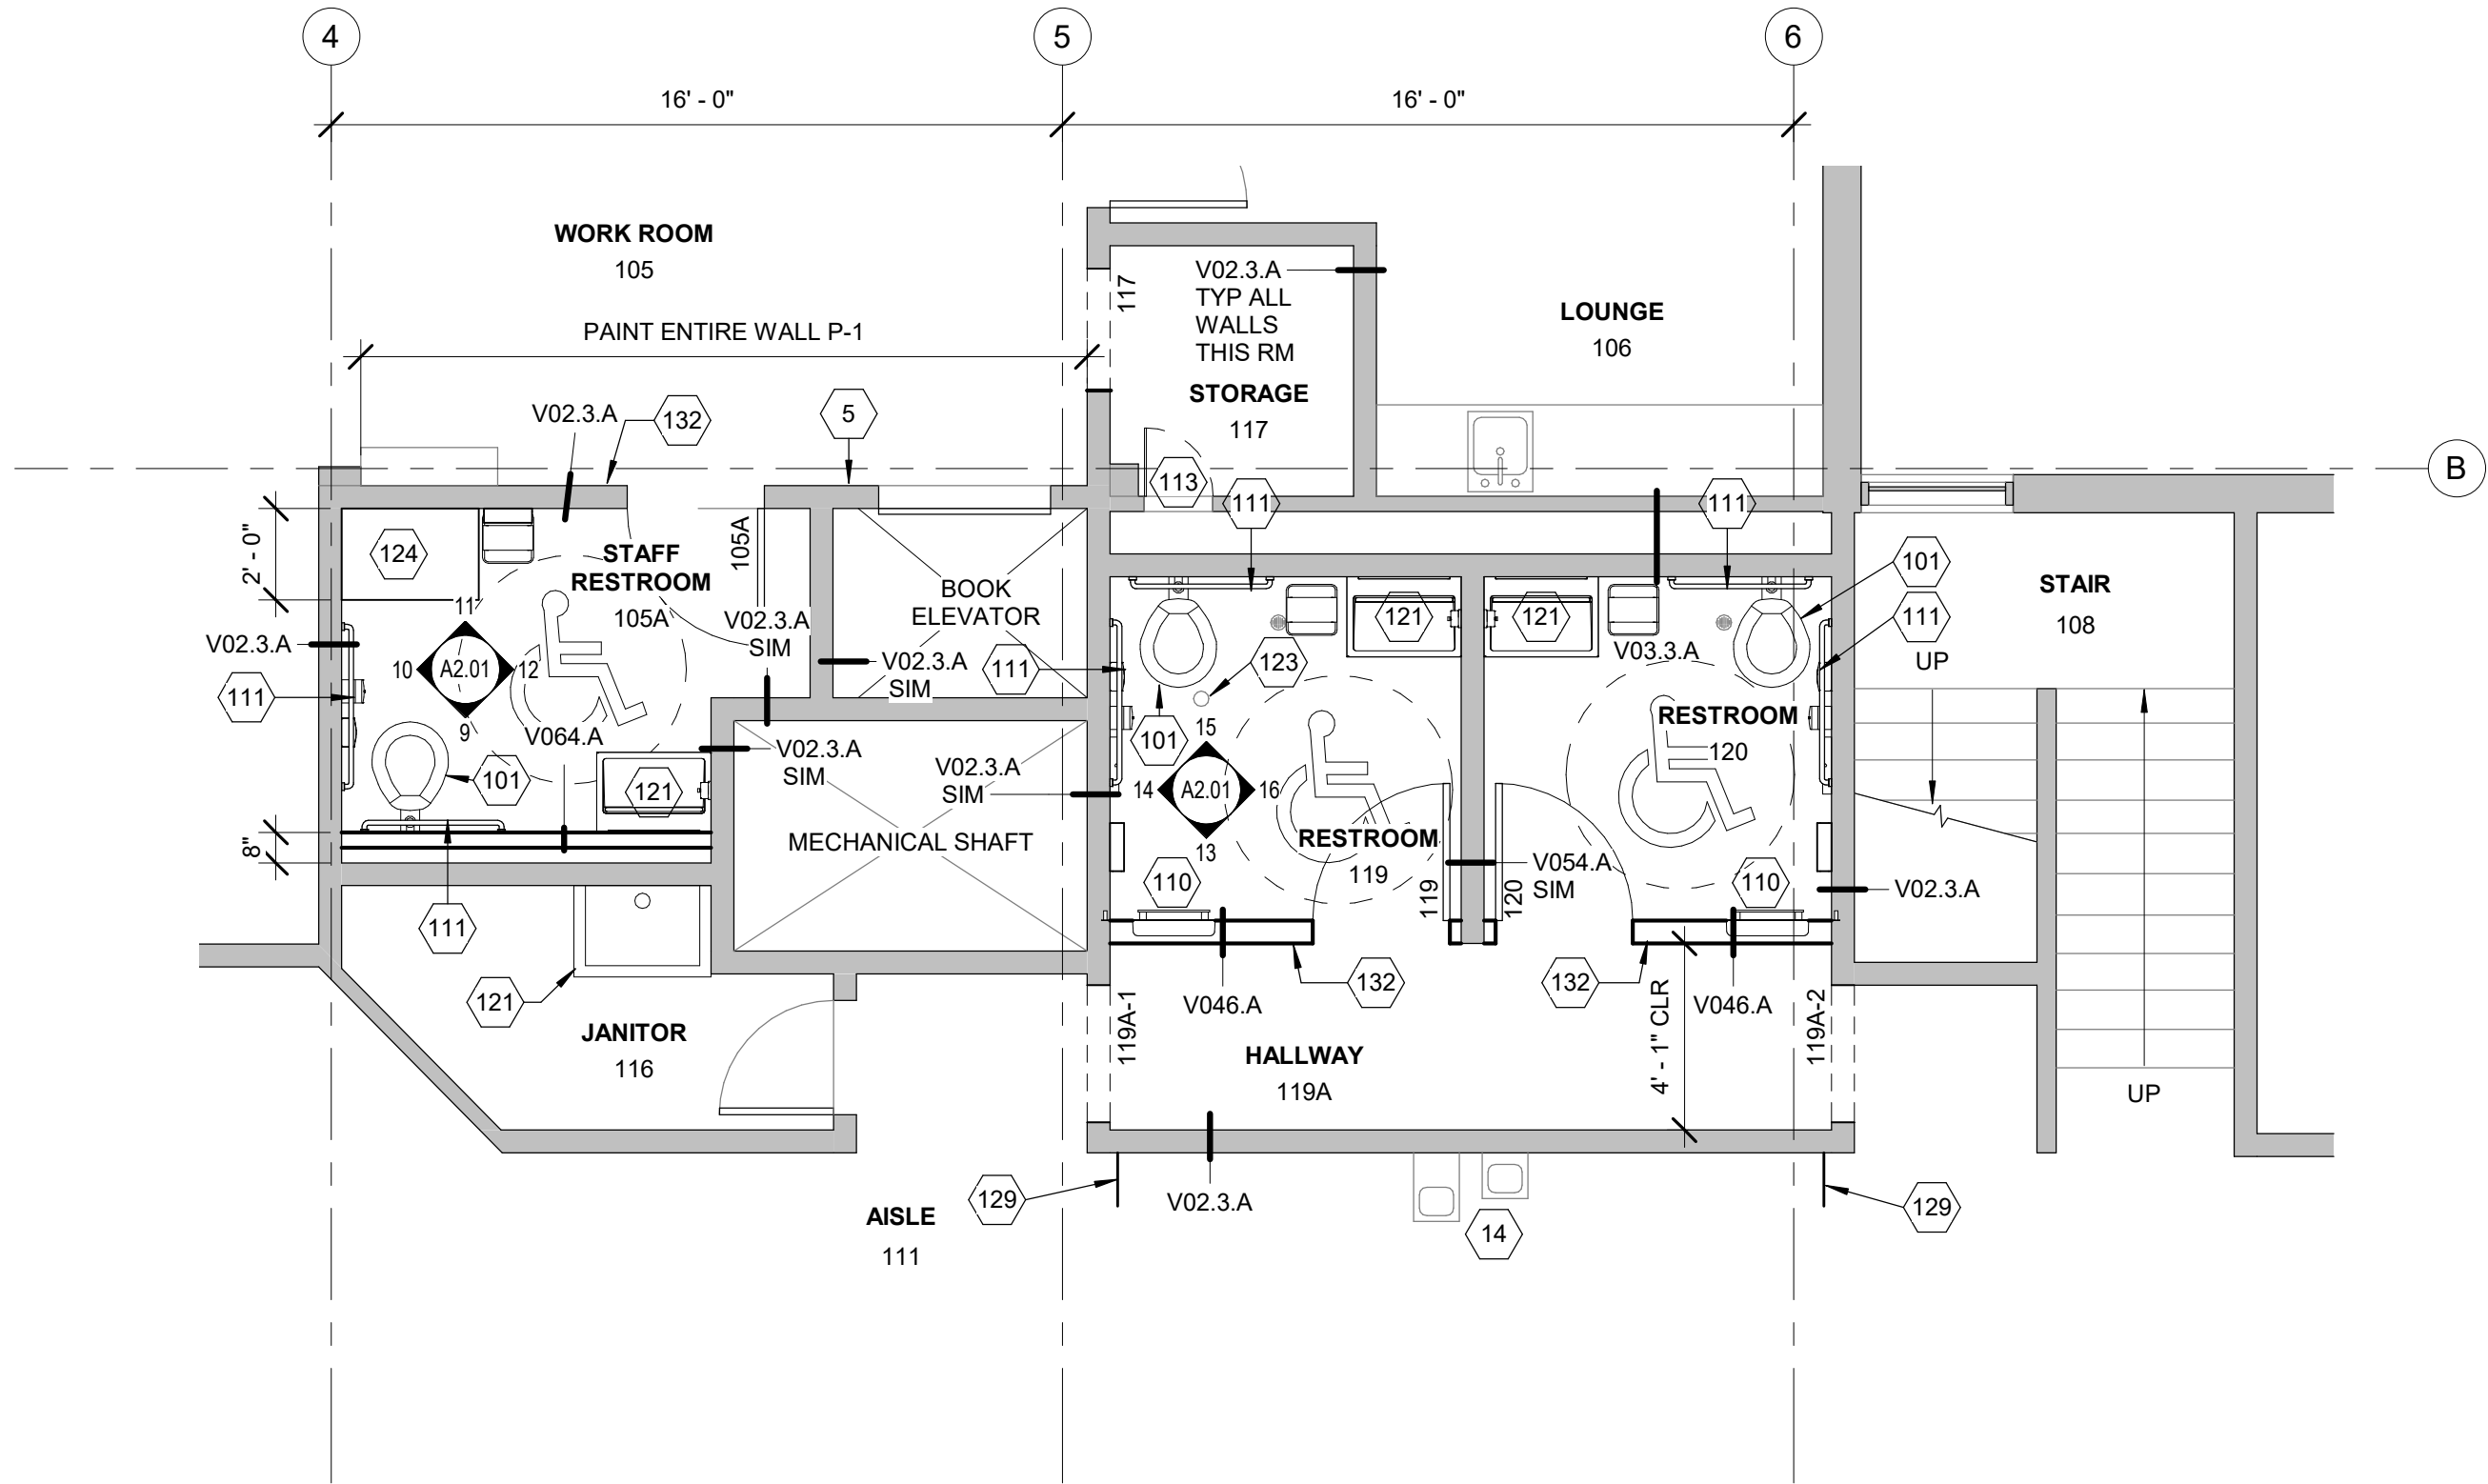 4
5
6
16' - 0"
16' - 0"
WORK ROOM
105
PAINT ENTIRE WALL P-1
117
V02.3.A
TYP ALL
WALLS
THIS RM
STORAGE
117
LOUNGE
106
V02.3.A
132
5
B
113
111
111
2' - 0"
124
STAFF
RESTROOM
105A
105A
BOOK
ELEVATOR
121
121
101
111
STAIR
108
UP
V02.3.A
11
10
A2.01
12
9
V02.3.A
SIM
V02.3.A
SIM
111
123
V03.3.A
111
V064.A
101
121
V02.3.A
SIM
V02.3.A
SIM
101
15
14
A2.01
16
13
RESTROOM
120
8"
MECHANICAL SHAFT
RESTROOM
119
110
119
V054.A
SIM
120
110
V02.3.A
111
121
JANITOR
116
V046.A
132
132
V046.A
119A-1
HALLWAY
119A
4' - 1" CLR
119A-2
UP
AISLE
111
129
V02.3.A
14
129